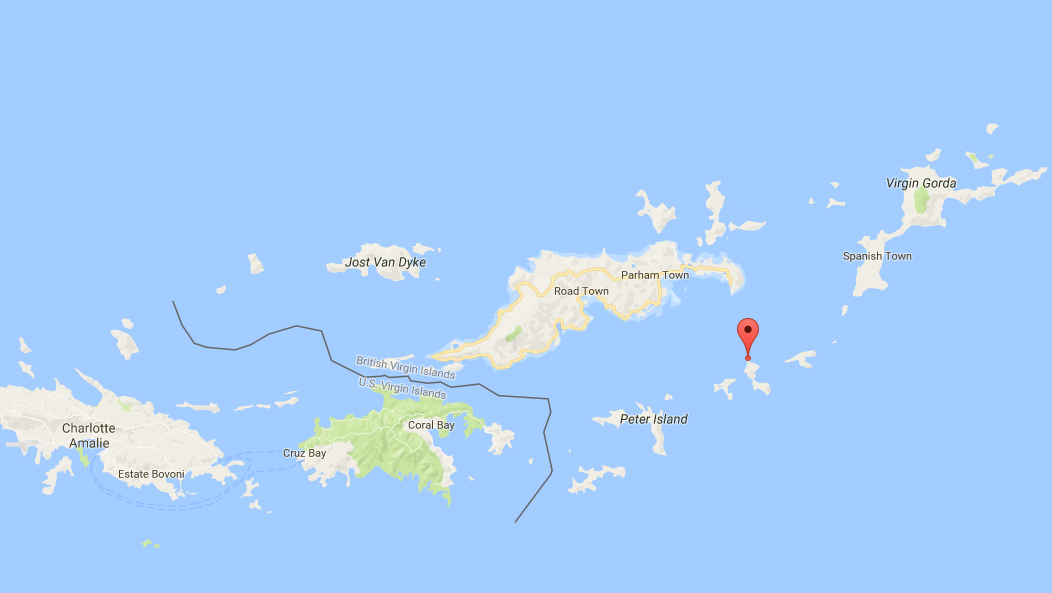 Virgin Gorda
Spanish Town
Jost Van Dyke
Parham Town
Road Town
British Virgin Islands
U.S. Virgin Islands
Peter Island
Coral Bay
Charlotte
Amalie
Cruz Bay
Estate Bovoni